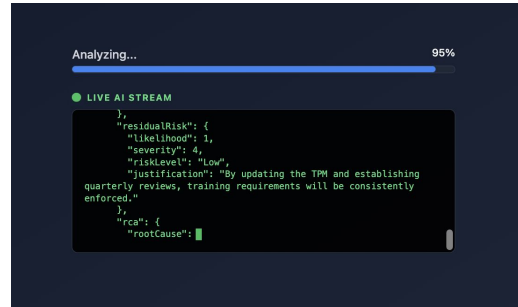 Analyzing...
95%
LIVE AI STREAM
},
"residualRisk": {
"likelihood": 1,
"severity": 4,
"riskLevel": "Low",
"justification": "By updating the TPM and establishing
quarterly reviews, training requirements will be consistently
enforced."
},
"rca": {
"rootCause":